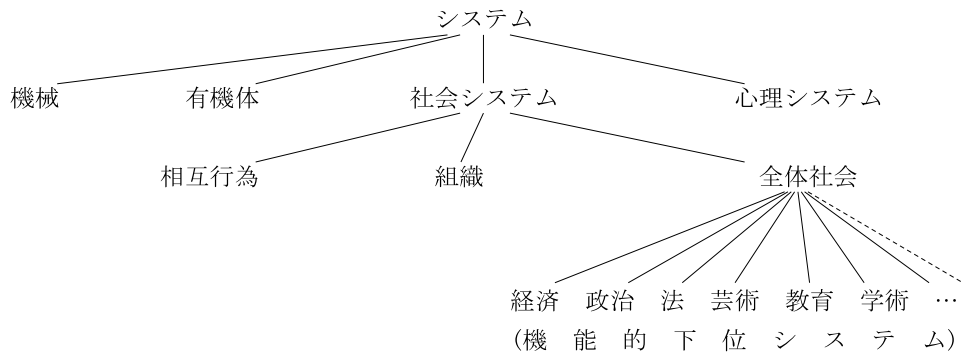 システム
機械 有機体 社会システム 心理システム
相互行為 組織 全体社会
経済 政治 法 芸術 教育 学術 …
(機能的下位システム)